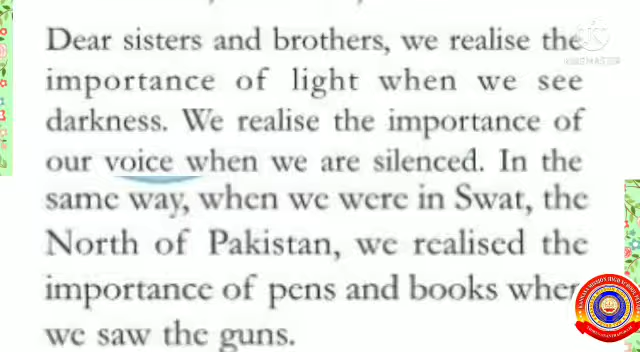 Dear sisters and brothers, we realise the
importance of light when we see
darkness. We realise the importance of
our voice when we are silenced. In the
same way, when we were in Swat, the
North of Pakistan, we realised the
importance of pens and books when
we saw the guns.